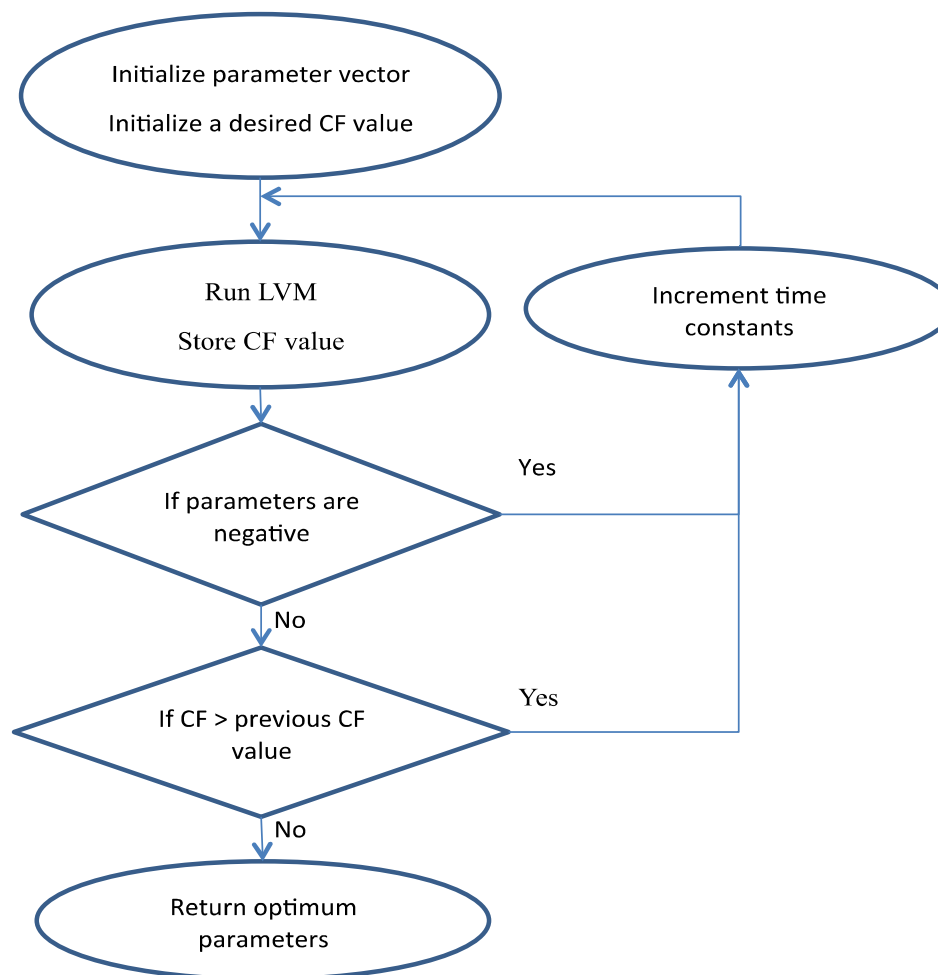 Initialize parameter vector
Initialize a desired CF value
Run LVM
Store CF value
Increment time
constants
If parameters are
negative
Yes
No
If CF > previous CF
value
Yes
No
Return optimum
parameters